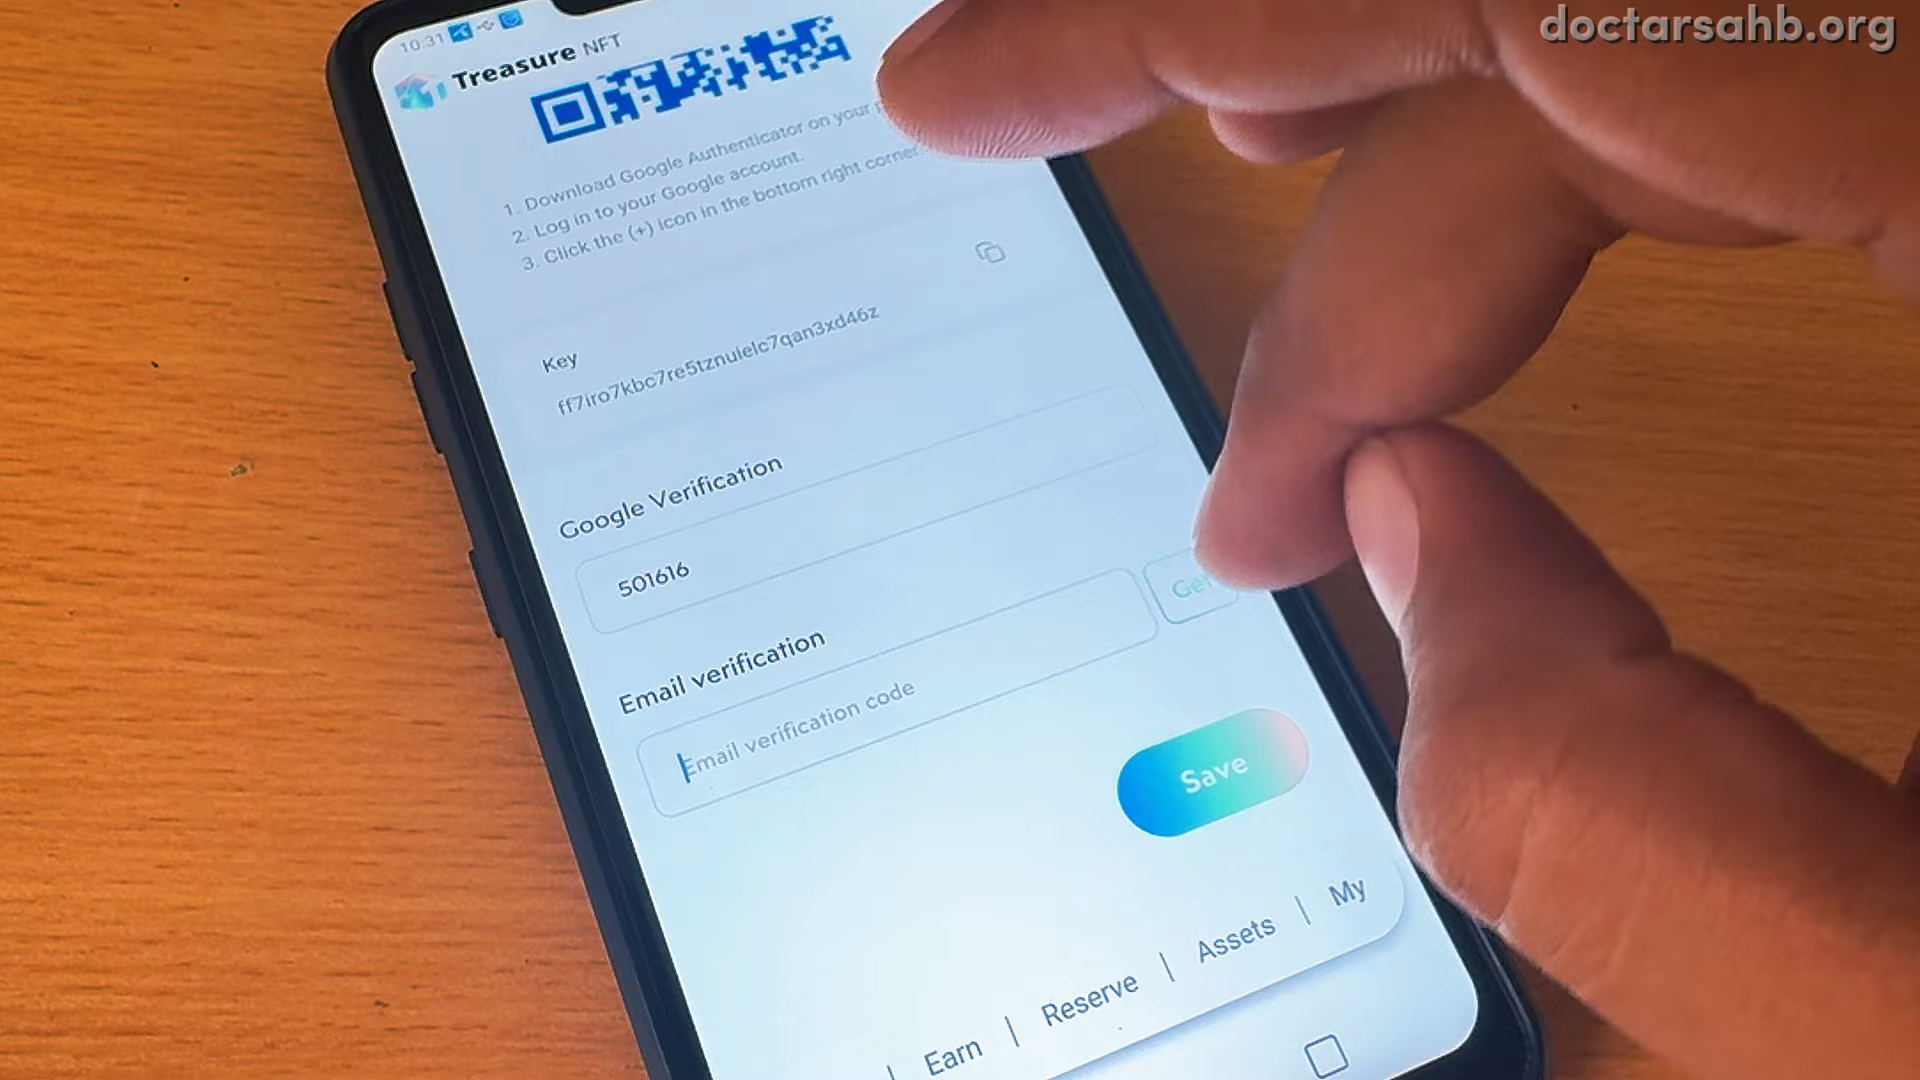 doctarsahb.org
10:31
Treasure NFT
1. Download Google Authenticator on your
2. Log in to your Google account.
3. Click the (+) icon in the bottom right corner
Key
ff7iro7kbc7re5tznuielc7qan3xd46z
Google Verification
501616
Email verification
Get
Email verification code
Save
| Earn | Reserve | Assets | My